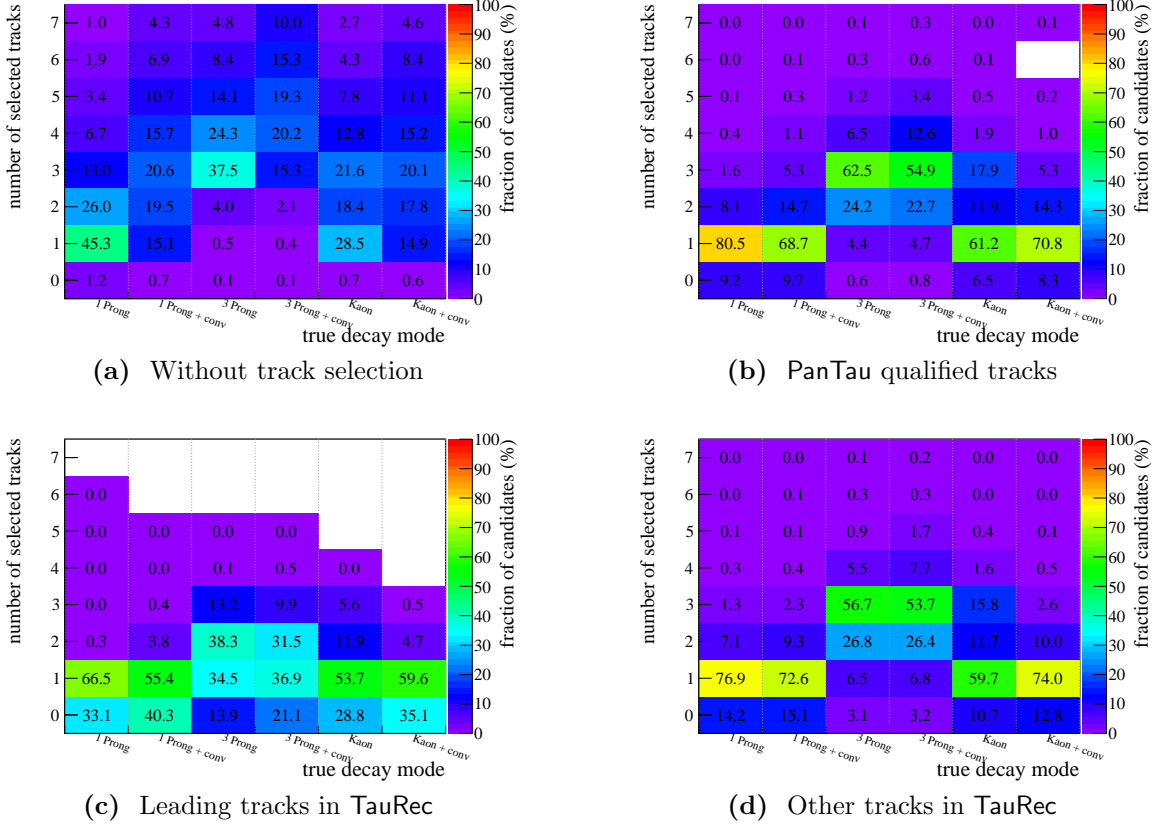 number of selected tracks
7 1.0 4.3 4.8 10.0 2.7 4.6
6 1.9 6.9 8.4 15.3 4.3 8.4
5 3.4 10.7 14.1 19.3 7.8 11.1
4 6.7 15.7 24.3 20.2 12.8 15.2
3 13.0 20.6 37.5 15.3 21.6 20.1
2 26.0 19.5 4.0 2.1 18.4 17.8
1 45.3 15.1 0.5 0.4 28.5 14.9
0 1.2 0.7 0.1 0.1 0.7 0.6
1 Prong 1 Prong + conv 3 Prong 3 Prong + conv Kaon Kaon + conv
true decay mode
100
90
80
70
60
50
40
30
20
10
0
fraction of candidates (%)
(a) Without track selection
number of selected tracks
7 0.0 0.0 0.1 0.3 0.0 0.1
6 0.0 0.1 0.3 0.6 0.1
5 0.1 0.3 1.2 3.4 0.5 0.2
4 0.4 1.1 6.5 12.6 1.9 1.0
3 1.6 5.3 62.5 54.9 17.9 5.3
2 8.1 14.7 24.2 22.7 11.9 14.3
1 80.5 68.7 4.4 4.7 61.2 70.8
0 9.2 9.7 0.6 0.8 6.5 8.3
1 Prong 1 Prong + conv 3 Prong 3 Prong + conv Kaon Kaon + conv
true decay mode
100
90
80
70
60
50
40
30
20
10
0
fraction of candidates (%)
(b) PanTau qualified tracks
number of selected tracks
7
6 0.0
5 0.0 0.0 0.0 0.0
4 0.0 0.0 0.1 0.5 0.0
3 0.0 0.4 13.2 9.9 5.6 0.5
2 0.3 3.8 38.3 31.5 11.9 4.7
1 66.5 55.4 34.5 36.9 53.7 59.6
0 33.1 40.3 13.9 21.1 28.8 35.1
1 Prong 1 Prong + conv 3 Prong 3 Prong + conv Kaon Kaon + conv
true decay mode
100
90
80
70
60
50
40
30
20
10
0
fraction of candidates (%)
(c) Leading tracks in TauRec
number of selected tracks
7 0.0 0.0 0.1 0.2 0.0 0.0
6 0.0 0.1 0.3 0.3 0.0 0.0
5 0.1 0.1 0.9 1.7 0.4 0.1
4 0.3 0.4 5.5 7.7 1.6 0.5
3 1.3 2.3 56.7 53.7 15.8 2.6
2 7.1 9.3 26.8 26.4 11.7 10.0
1 76.9 72.6 6.5 6.8 59.7 74.0
0 14.2 15.1 3.1 3.2 10.7 12.8
1 Prong 1 Prong + conv 3 Prong 3 Prong + conv Kaon Kaon + conv
true decay mode
100
90
80
70
60
50
40
30
20
10
0
fraction of candidates (%)
(d) Other tracks in TauRec